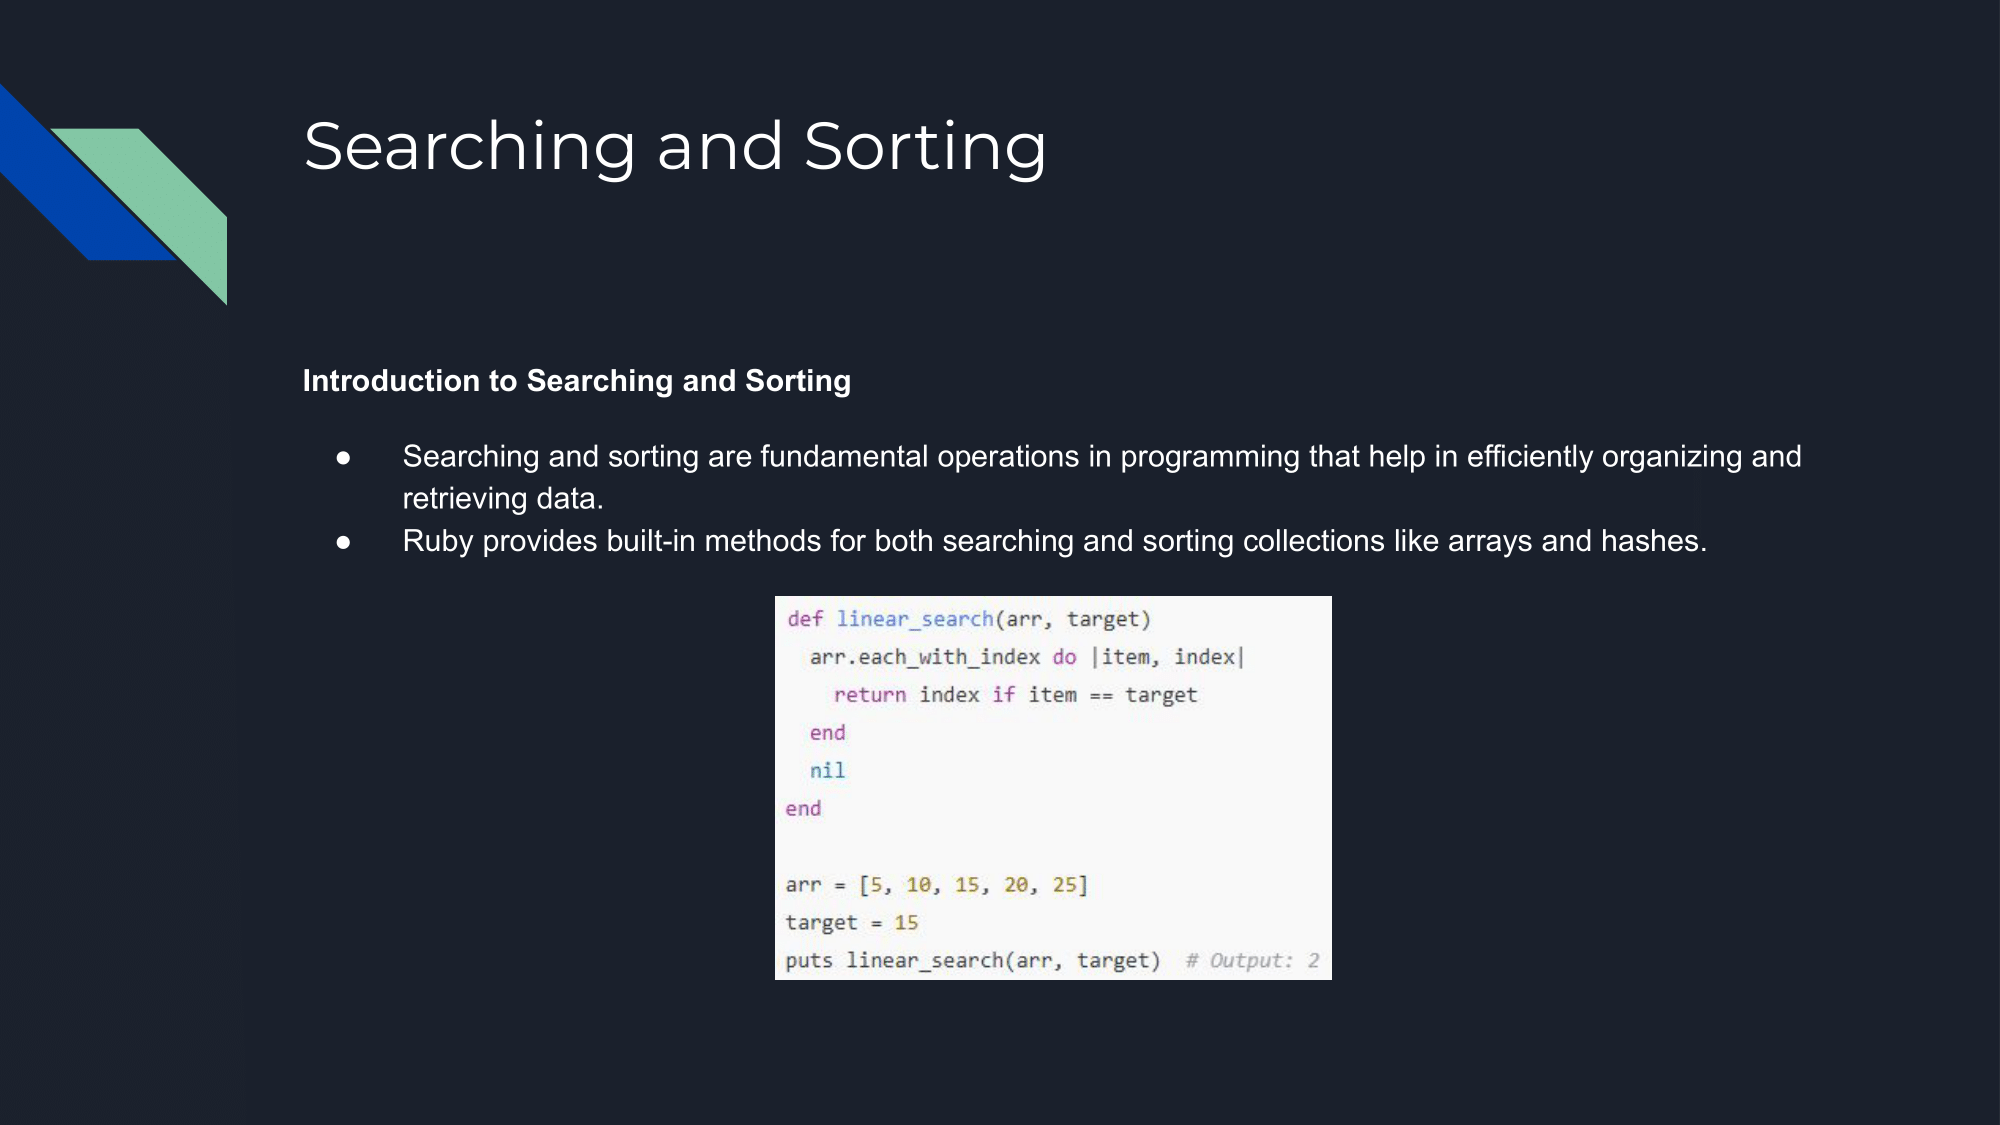 Searching and Sorting
Introduction to Searching and Sorting
● Searching and sorting are fundamental operations in programming that help in efficiently organizing and
retrieving data.
● Ruby provides built-in methods for both searching and sorting collections like arrays and hashes.
def linear_search(arr, target)
  arr.each_with_index do |item, index|
    return index if item == target
  end
  nil
end

arr = [5, 10, 15, 20, 25]
target = 15
puts linear_search(arr, target)  # Output: 2